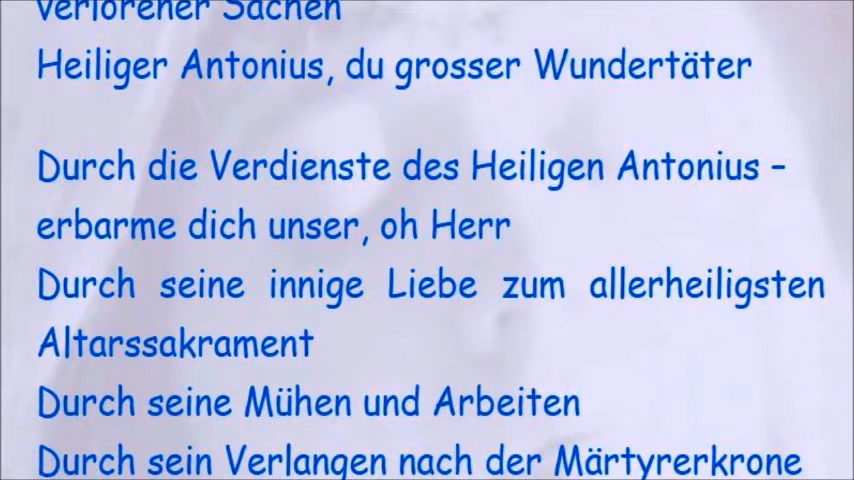 verlorener Sachen
Heiliger Antonius, du grosser Wundertäter
Durch die Verdienste des Heiligen Antonius –
erbarme dich unser, oh Herr
Durch seine innige Liebe zum allerheiligsten
Altarssakrament
Durch seine Mühen und Arbeiten
Durch sein Verlangen nach der Märtyrerkrone